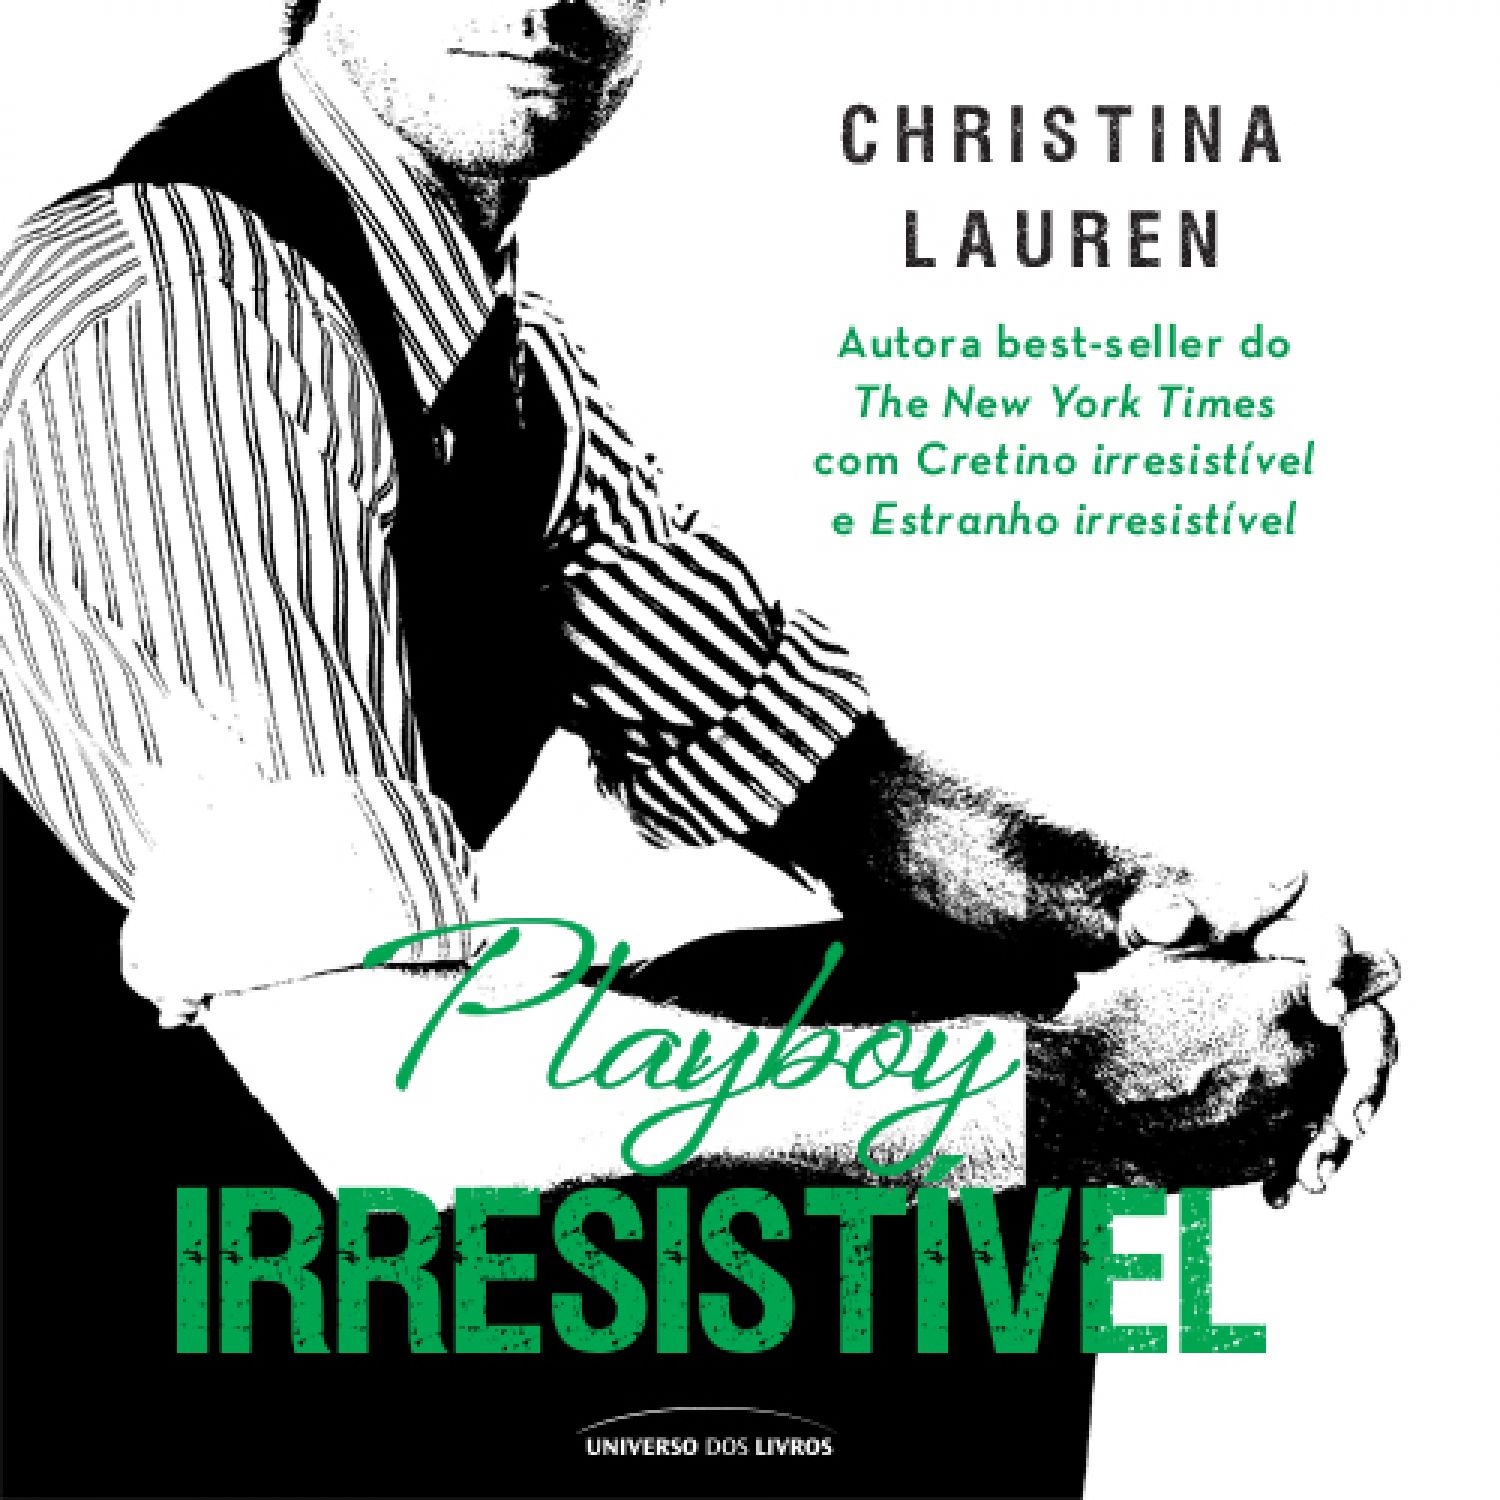 CHRISTINA
LAUREN
Autora best-seller do
The New York Times
com Cretino irresistível
e Estranho irresistível
Playboy
IRRESISTÍVEL
UNIVERSO DOS LIVROS